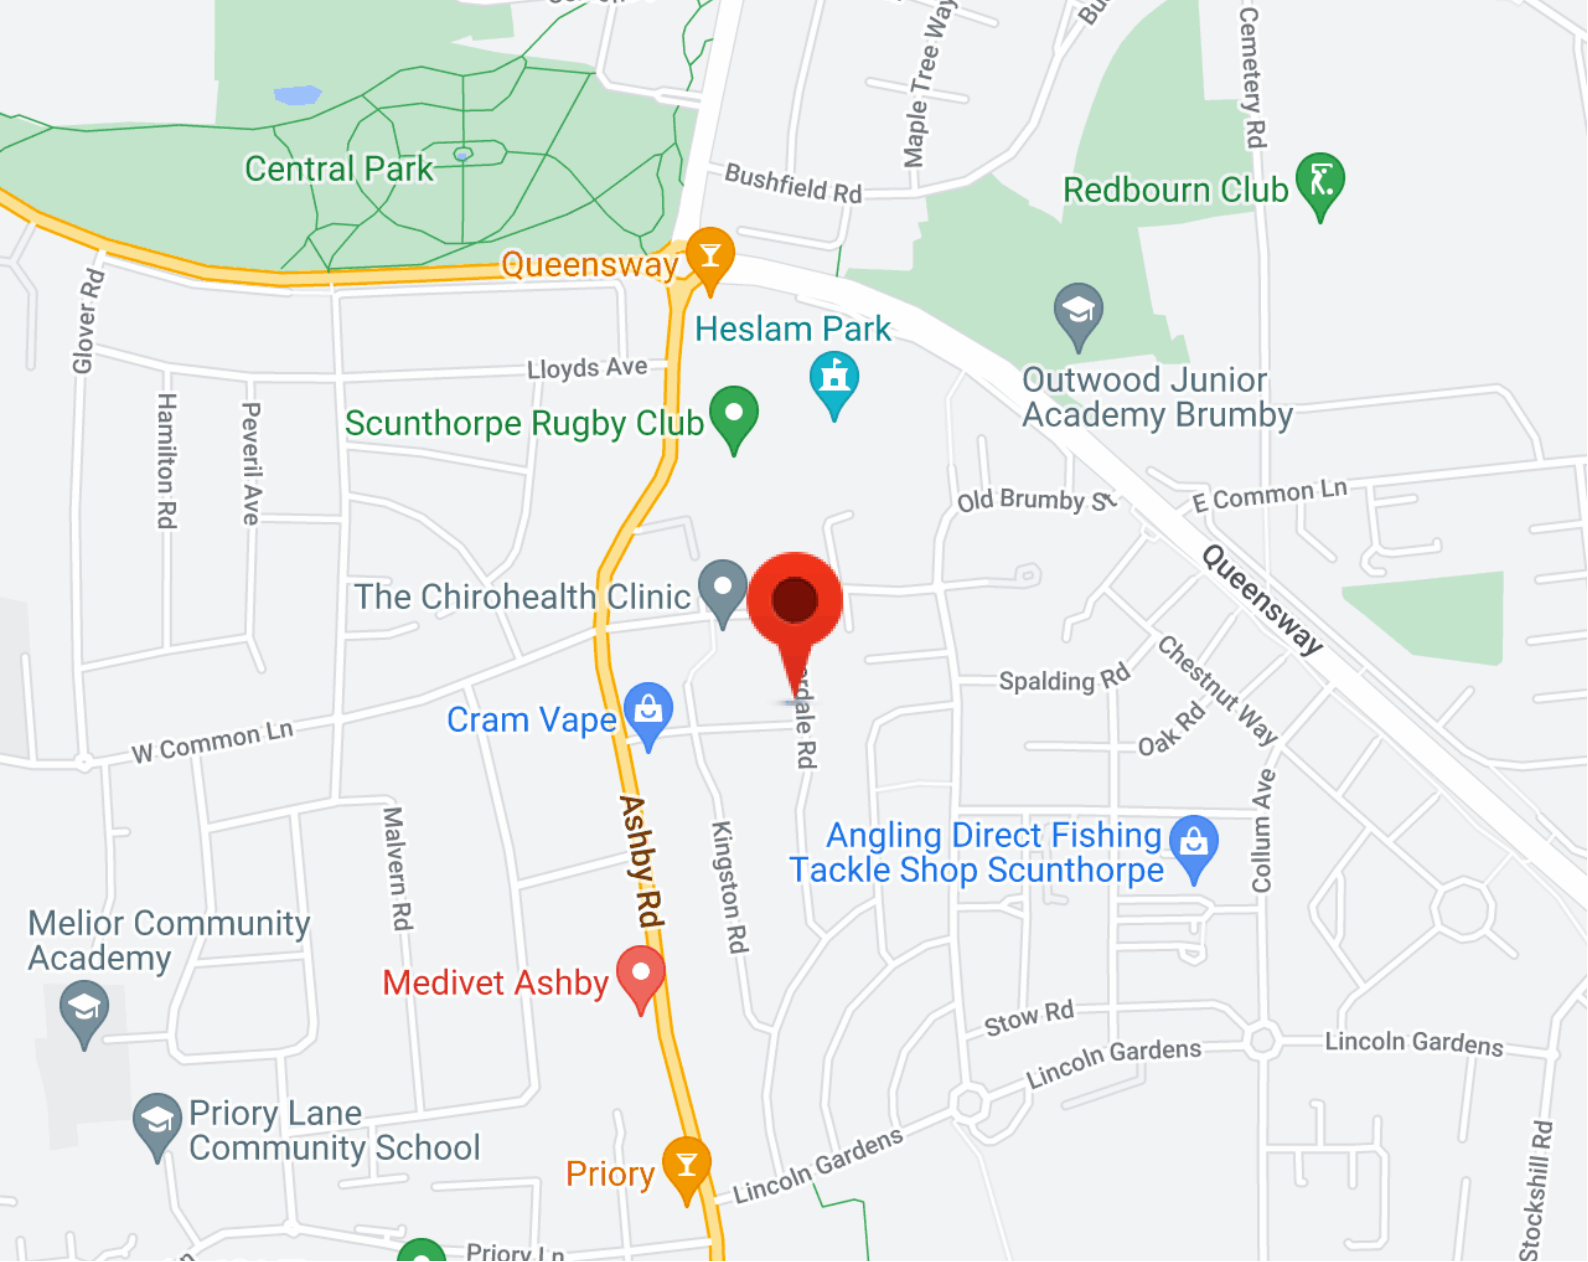 Cemetery Rd
Maple Tree Way
Central Park
Bushfield Rd
Redbourn Club
Queensway
Glover Rd
Heslam Park
Lloyds Ave
Outwood Junior
Academy Brumby
Scunthorpe Rugby Club
Hamilton Rd
Peveril Ave
Old Brumby St
E Common Ln
Queensway
The Chirohealth Clinic
Spalding Rd
Chestnut Way
Oak Rd
Cram Vape
W Common Ln
Collum Ave
Malvern Rd
Ashby Rd
Kingston Rd
Angling Direct Fishing
Tackle Shop Scunthorpe
Melior Community
Academy
Medivet Ashby
Stow Rd
Lincoln Gardens
Lincoln Gardens
Priory Lane
Community School
Priory
Lincoln Gardens
Stockshill Rd
Priory Ln